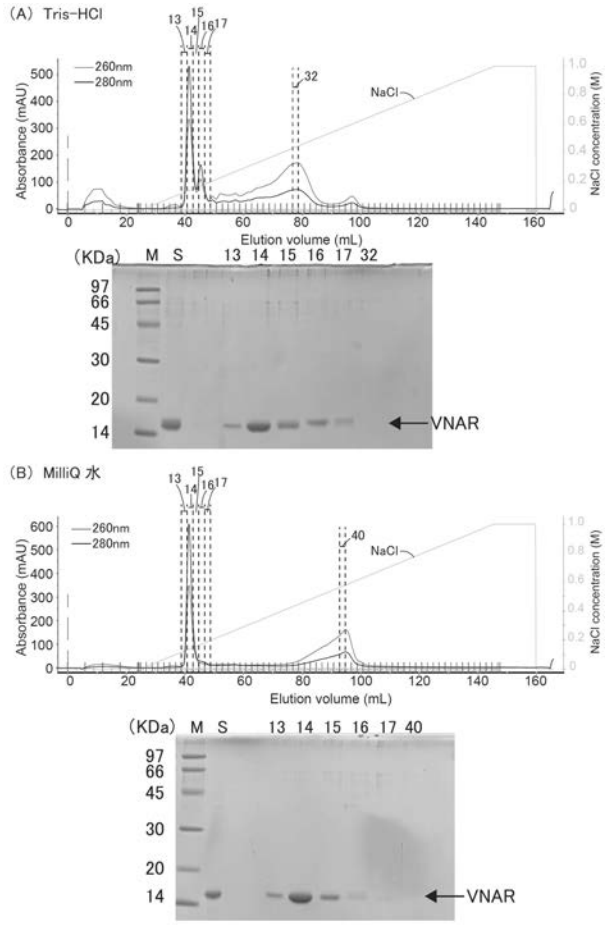 (A) Tris-HCl
13 14 15 16 17
32
260nm
280nm
NaCl
Absorbance (mAU)
500
400
300
200
100
0
NaCl concentration (M)
1.0
0.8
0.6
0.4
0.2
0
0 20 40 60 80 100 120 140 160
Elution volume (mL)
(KDa) M S 13 14 15 16 17 32
97
66
45
30
20
14
VNAR
(B) MilliQ 水
13 14 15 16 17
40
260nm
280nm
NaCl
Absorbance (mAU)
600
500
400
300
200
100
0
NaCl concentration (M)
1.0
0.8
0.6
0.4
0.2
0
0 20 40 60 80 100 120 140 160
Elution volume (mL)
(KDa) M S 13 14 15 16 17 40
97
66
45
30
20
14
VNAR